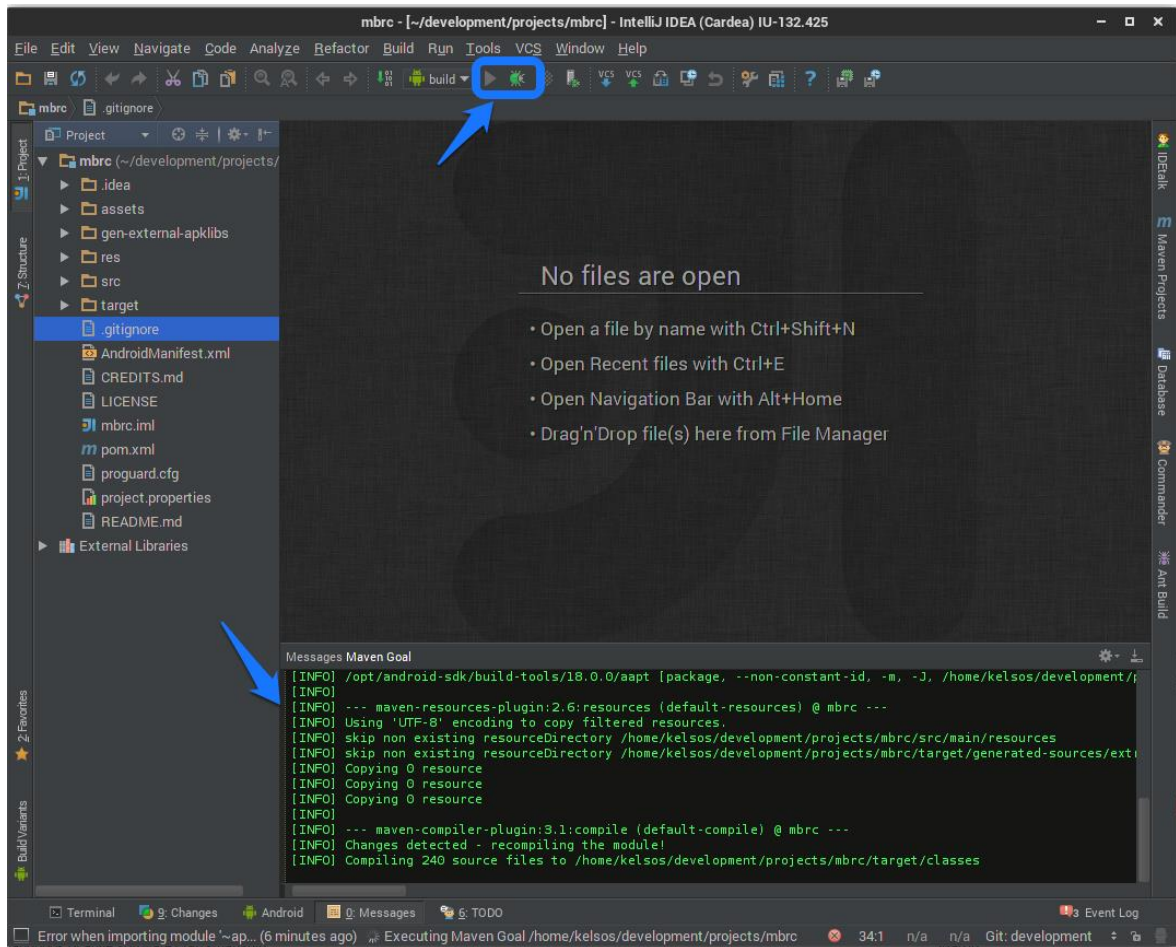 mbrc - [~/development/projects/mbrc] - IntelliJ IDEA (Cardea) IU-132.425
File Edit View Navigate Code Analyze Refactor Build Run Tools VCS Window Help
build
VCS VCS
mbrc .gitignore
1: Project
7: Structure
2: Favorites
Build Variants
Project
mbrc (~/development/projects/
.idea
assets
gen-external-apklibs
res
src
target
.gitignore
AndroidManifest.xml
CREDITS.md
LICENSE
mbrc.iml
pom.xml
proguard.cfg
project.properties
README.md
External Libraries
No files are open
• Open a file by name with Ctrl+Shift+N
• Open Recent files with Ctrl+E
• Open Navigation Bar with Alt+Home
• Drag'n'Drop file(s) here from File Manager
IDEtalk
Maven Projects
Database
Commander
Ant Build
Messages Maven Goal
[INFO] /opt/android-sdk/build-tools/18.0.0/aapt [package, --non-constant-id, -m, -J, /home/kelsos/development/p
[INFO]
[INFO] --- maven-resources-plugin:2.6:resources (default-resources) @ mbrc ---
[INFO] Using 'UTF-8' encoding to copy filtered resources.
[INFO] skip non existing resourceDirectory /home/kelsos/development/projects/mbrc/src/main/resources
[INFO] skip non existing resourceDirectory /home/kelsos/development/projects/mbrc/target/generated-sources/extr
[INFO] Copying 0 resource
[INFO] Copying 0 resource
[INFO] Copying 0 resource
[INFO]
[INFO] --- maven-compiler-plugin:3.1:compile (default-compile) @ mbrc ---
[INFO] Changes detected - recompiling the module!
[INFO] Compiling 240 source files to /home/kelsos/development/projects/mbrc/target/classes
Terminal 9: Changes Android 0: Messages 6: TODO 3 Event Log
Error when importing module '~ap... (6 minutes ago) Executing Maven Goal /home/kelsos/development/projects/mbrc 34:1 n/a n/a Git: development